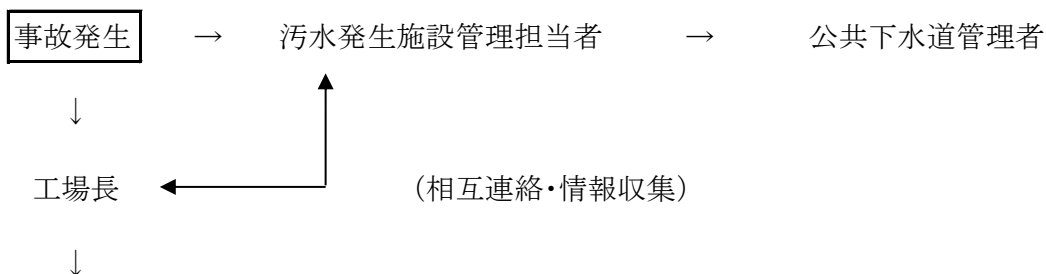 事故発生 → 汚水発生施設管理担当者 → 公共下水道管理者
↓
工場長 (相互連絡・情報収集)
↓